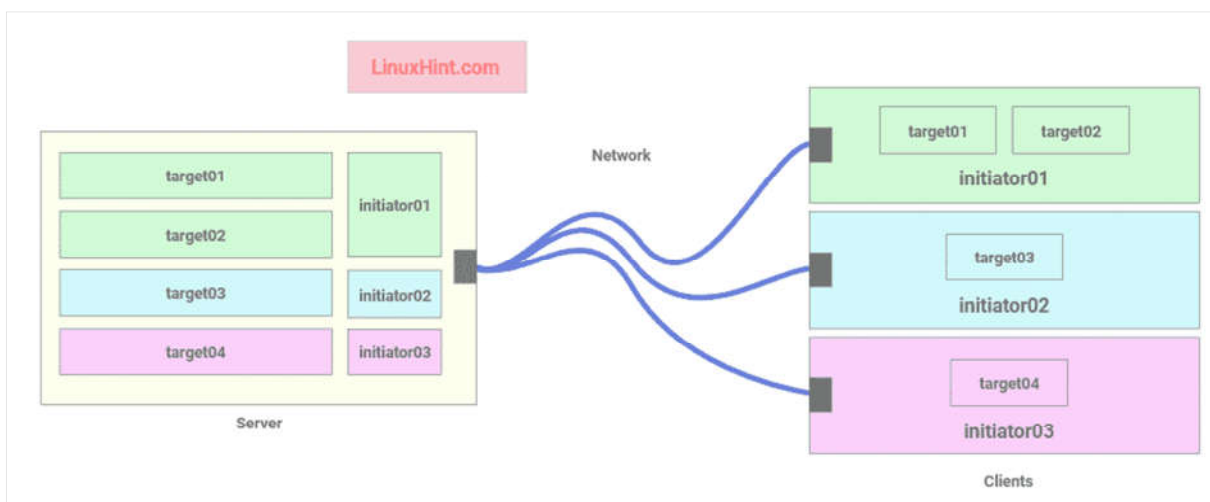 LinuxHint.com
target01
target02
target03
target04
initiator01
initiator02
initiator03
Server
Network
target01 target02
initiator01
target03
initiator02
target04
initiator03
Clients